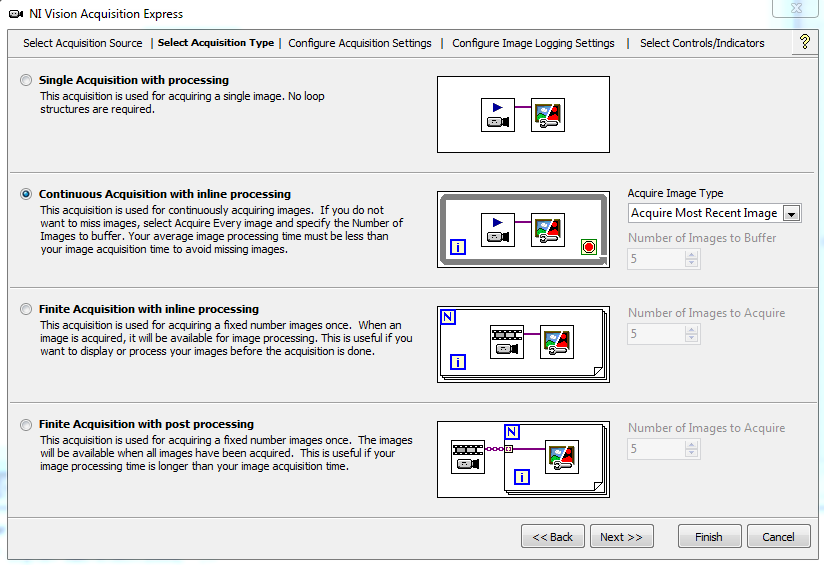 NI Vision Acquisition Express
x
Select Acquisition Source | Select Acquisition Type | Configure Acquisition Settings | Configure Image Logging Settings | Select Controls/Indicators
?
Single Acquisition with processing
This acquisition is used for acquiring a single image. No loop
structures are required.
Continuous Acquisition with inline processing
This acquisition is used for continuously acquiring images. If you do not
want to miss images, select Acquire Every image and specify the Number of
Images to buffer. Your average image processing time must be less than
your image acquisition time to avoid missing images.
i
Acquire Image Type
Acquire Most Recent Image
Number of Images to Buffer
5
Finite Acquisition with inline processing
This acquisition is used for acquiring a fixed number images once. When an
image is acquired, it will be available for image processing. This is useful if you
want to display or process your images before the acquisition is done.
N
i
Number of Images to Acquire
5
Finite Acquisition with post processing
This acquisition is used for acquiring a fixed number images once. The images
will be available when all images have been acquired. This is useful if your
image processing time is longer than your image acquisition time.
N
i
Number of Images to Acquire
5
<< Back
Next >>
Finish
Cancel